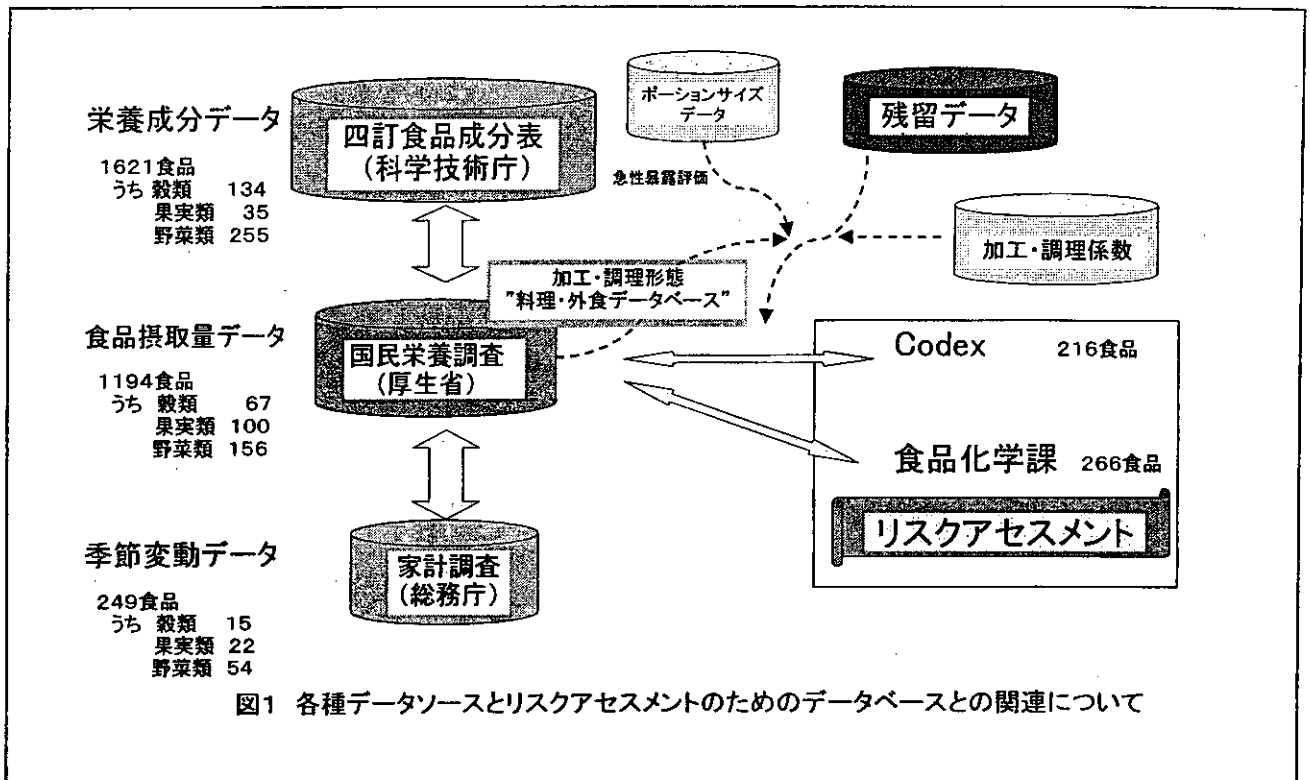 栄養成分データ
1621食品
うち 穀類 134
果実類 35
野菜類 255
四訂食品成分表
(科学技術庁)
ポーションサイズ
データ
残留データ
急性暴露評価
加工・調理係数
加工・調理形態
"料理・外食データベース"
食品摂取量データ
1194食品
うち 穀類 67
果実類 100
野菜類 156
国民栄養調査
(厚生省)
Codex 216食品
食品化学課 266食品
リスクアセスメント
季節変動データ
249食品
うち 穀類 15
果実類 22
野菜類 54
家計調査
(総務庁)
図1 各種データソースとリスクアセスメントのためのデータベースとの関連について